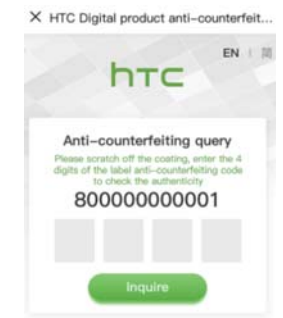 × HTC Digital product anti-counterfeit...
EN | 简
hTC
Anti-counterfeiting query
Please scratch off the coating, enter the 4
digits of the label anti-counterfeiting code
to check the authenticity
800000000001
Inquire